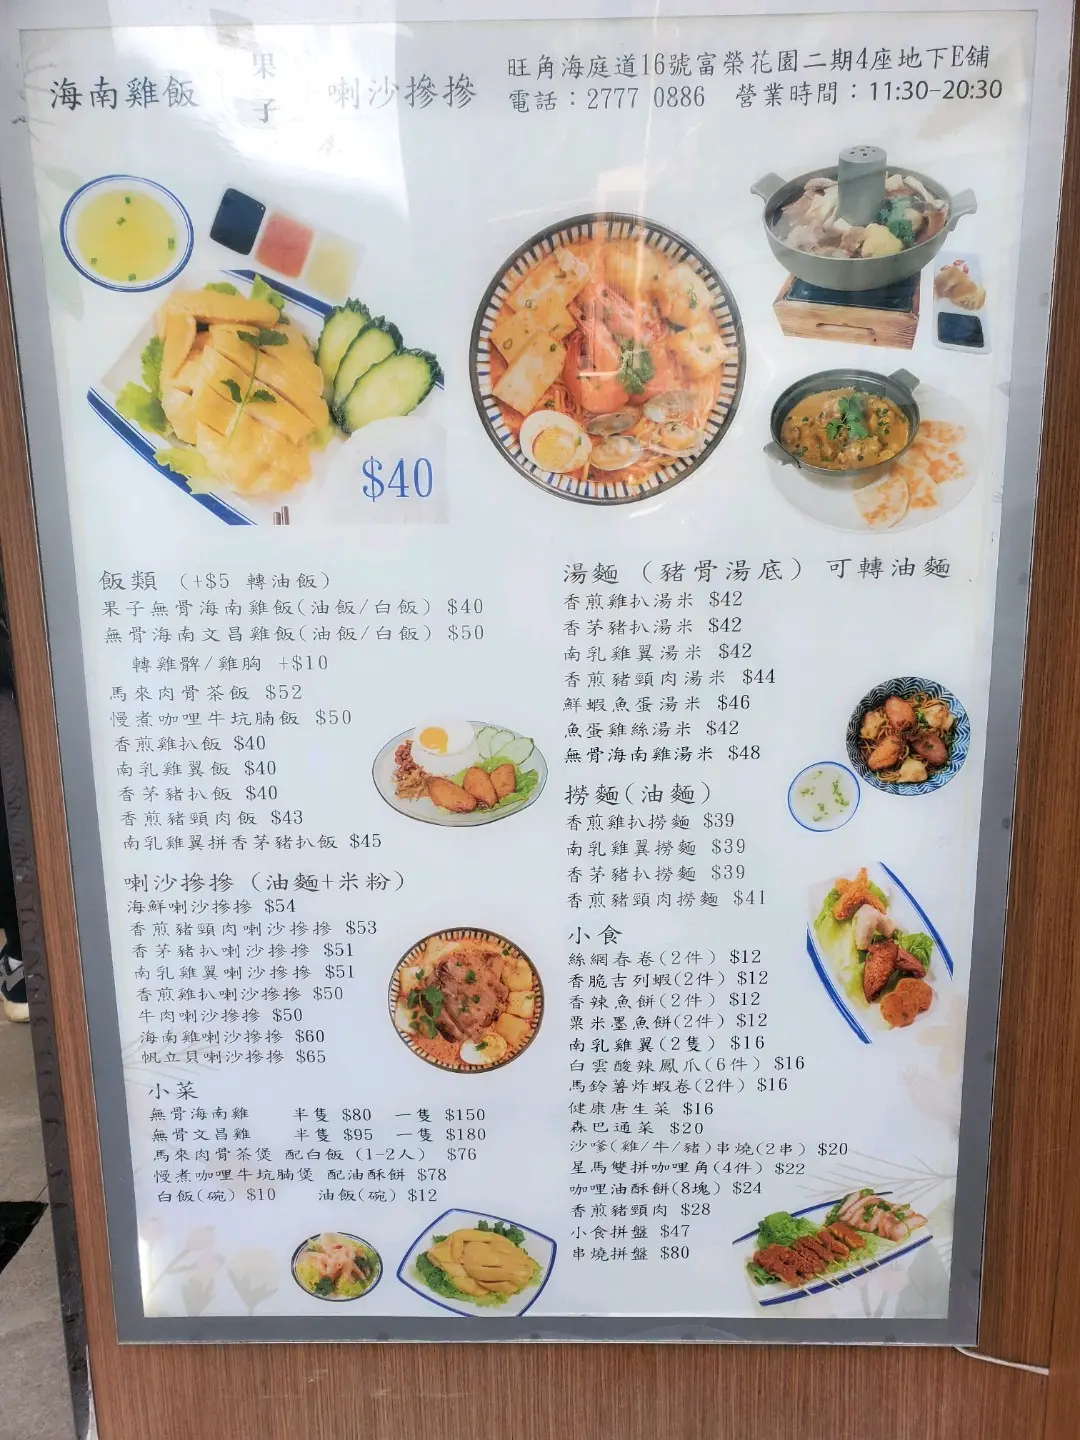 海南雞飯
果子
喇沙摻摻
旺角海庭道16號富榮花園二期4座地下E舖
電話：2777 0886 營業時間：11:30-20:30
$40
飯類 (+$5 轉油飯)
果子無骨海南雞飯(油飯/白飯) $40
無骨海南文昌雞飯(油飯/白飯) $50
轉雞髀/雞胸 +$10
馬來肉骨茶飯 $52
慢煮咖哩牛坑腩飯 $50
香煎雞扒飯 $40
南乳雞翼飯 $40
香茅豬扒飯 $40
香煎豬頸肉飯 $43
南乳雞翼拼香茅豬扒飯 $45
喇沙摻摻 (油麵+米粉)
海鮮喇沙摻摻 $54
香煎豬頸肉喇沙摻摻 $53
香茅豬扒喇沙摻摻 $51
南乳雞翼喇沙摻摻 $51
香煎雞扒喇沙摻摻 $50
牛肉喇沙摻摻 $50
海南雞喇沙摻摻 $60
帆立貝喇沙摻摻 $65
小菜
無骨海南雞 半隻 $80 一隻 $150
無骨文昌雞 半隻 $95 一隻 $180
馬來肉骨茶煲 配白飯 (1-2人) $76
慢煮咖哩牛坑腩煲 配油酥餅 $78
白飯(碗) $10 油飯(碗) $12
湯麵 (豬骨湯底) 可轉油麵
香煎雞扒湯米 $42
香茅豬扒湯米 $42
南乳雞翼湯米 $42
香煎豬頸肉湯米 $44
鮮蝦魚蛋湯米 $46
魚蛋雞絲湯米 $42
無骨海南雞湯米 $48
撈麵(油麵)
香煎雞扒撈麵 $39
南乳雞翼撈麵 $39
香茅豬扒撈麵 $39
香煎豬頸肉撈麵 $41
小食
絲網春卷(2件) $12
香脆吉列蝦(2件) $12
香辣魚餅(2件) $12
粟米墨魚餅(2件) $12
南乳雞翼(2隻) $16
白雲酸辣鳳爪(6件) $16
馬鈴薯炸蝦卷(2件) $16
健康唐生菜 $16
森巴通菜 $20
沙嗲(雞/牛/豬)串燒(2串) $20
星馬雙拼咖哩角(4件) $22
咖哩油酥餅(8塊) $24
香煎豬頸肉 $28
小食拼盤 $47
串燒拼盤 $80